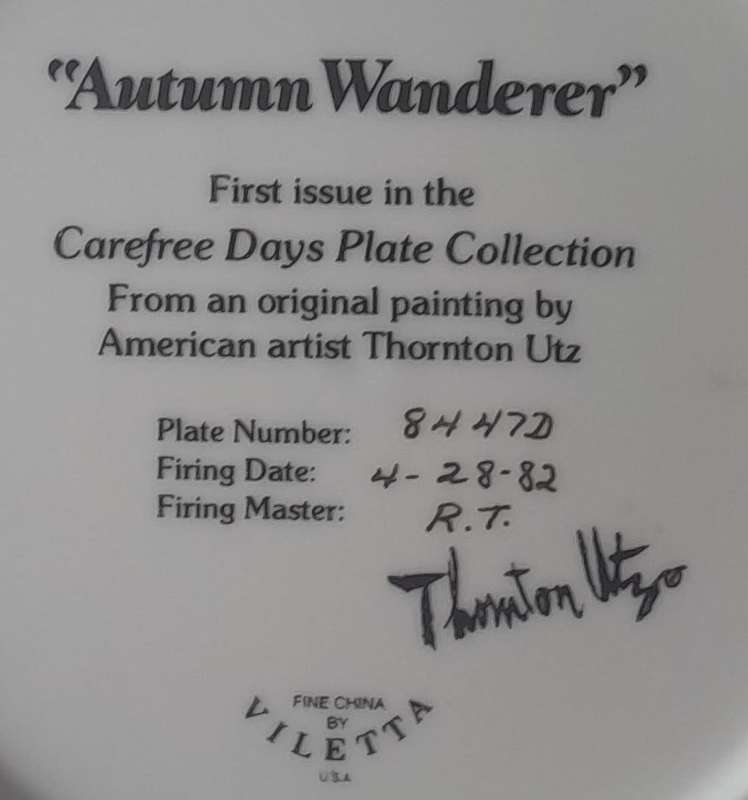 “Autumn Wanderer”
First issue in the
Carefree Days Plate Collection
From an original painting by
American artist Thornton Utz
Plate Number: 8447D
Firing Date: 4-28-82
Firing Master: R.T.
Thornton Utz
FINE CHINA
BY
VILETTA
USA